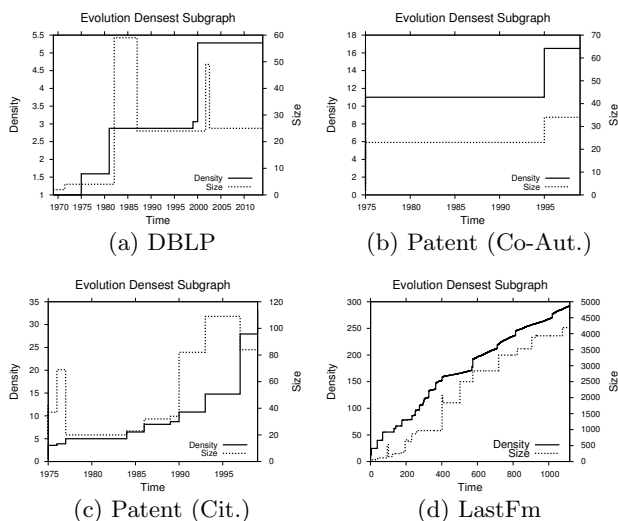 Evolution Densest Subgraph
Density
5.5
5
4.5
4
3.5
3
2.5
2
1.5
1
60
50
40
30
20
10
0
Size
Density
Size
1970 1975 1980 1985 1990 1995 2000 2005 2010
Time
(a) DBLP
Evolution Densest Subgraph
Density
18
16
14
12
10
8
6
4
2
0
70
60
50
40
30
20
10
0
Size
Density
Size
1975 1980 1985 1990 1995
Time
(b) Patent (Co-Aut.)
Evolution Densest Subgraph
Density
35
30
25
20
15
10
5
0
120
100
80
60
40
20
0
Size
Density
Size
1975 1980 1985 1990 1995
Time
(c) Patent (Cit.)
Evolution Densest Subgraph
Density
300
250
200
150
100
50
0
5000
4500
4000
3500
3000
2500
2000
1500
1000
500
0
Size
Density
Size
0 200 400 600 800 1000
Time
(d) LastFm